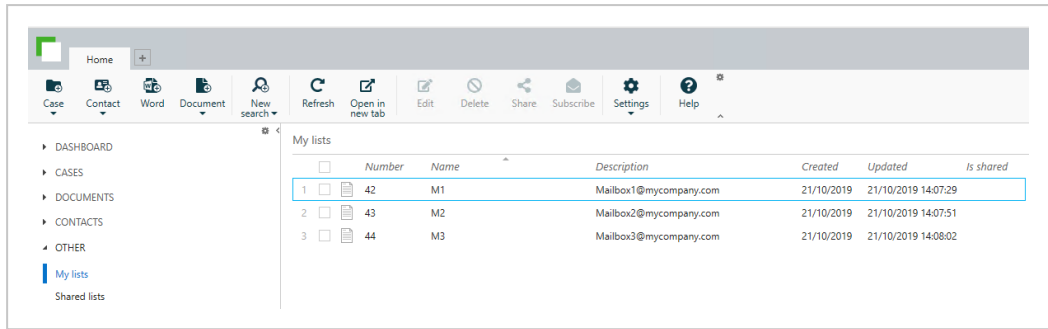 Home +
Case Contact Word Document New search Refresh Open in new tab Edit Delete Share Subscribe Settings Help
DASHBOARD
CASES
DOCUMENTS
CONTACTS
OTHER
My lists
Shared lists
My lists
Number Name Description Created Updated Is shared
1 42 M1 Mailbox1@mycompany.com 21/10/2019 21/10/2019 14:07:29
2 43 M2 Mailbox2@mycompany.com 21/10/2019 21/10/2019 14:07:51
3 44 M3 Mailbox3@mycompany.com 21/10/2019 21/10/2019 14:08:02